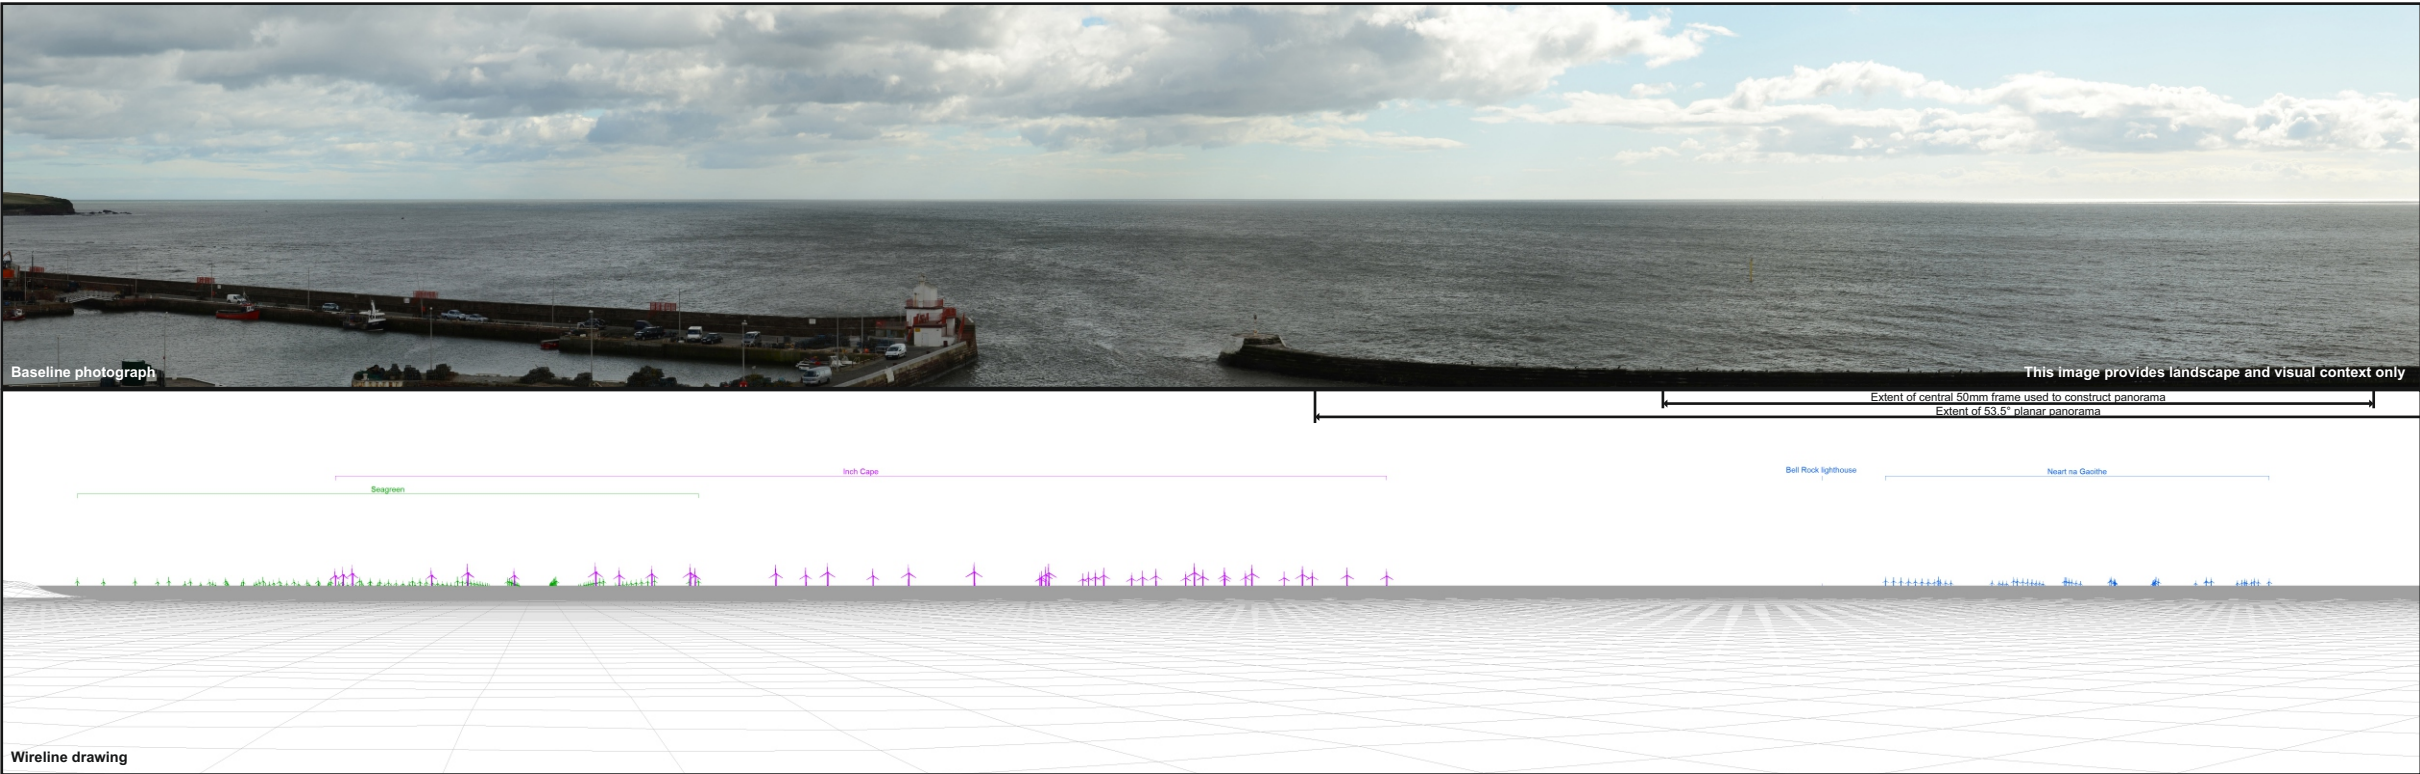 Baseline photograph
This image provides landscape and visual context only
Extent of central 50mm frame used to construct panorama
Extent of 53.5° planar panorama
Inch Cape
Bell Rock lighthouse
Neart na Gaoithe
Seagreen
Wireline drawing